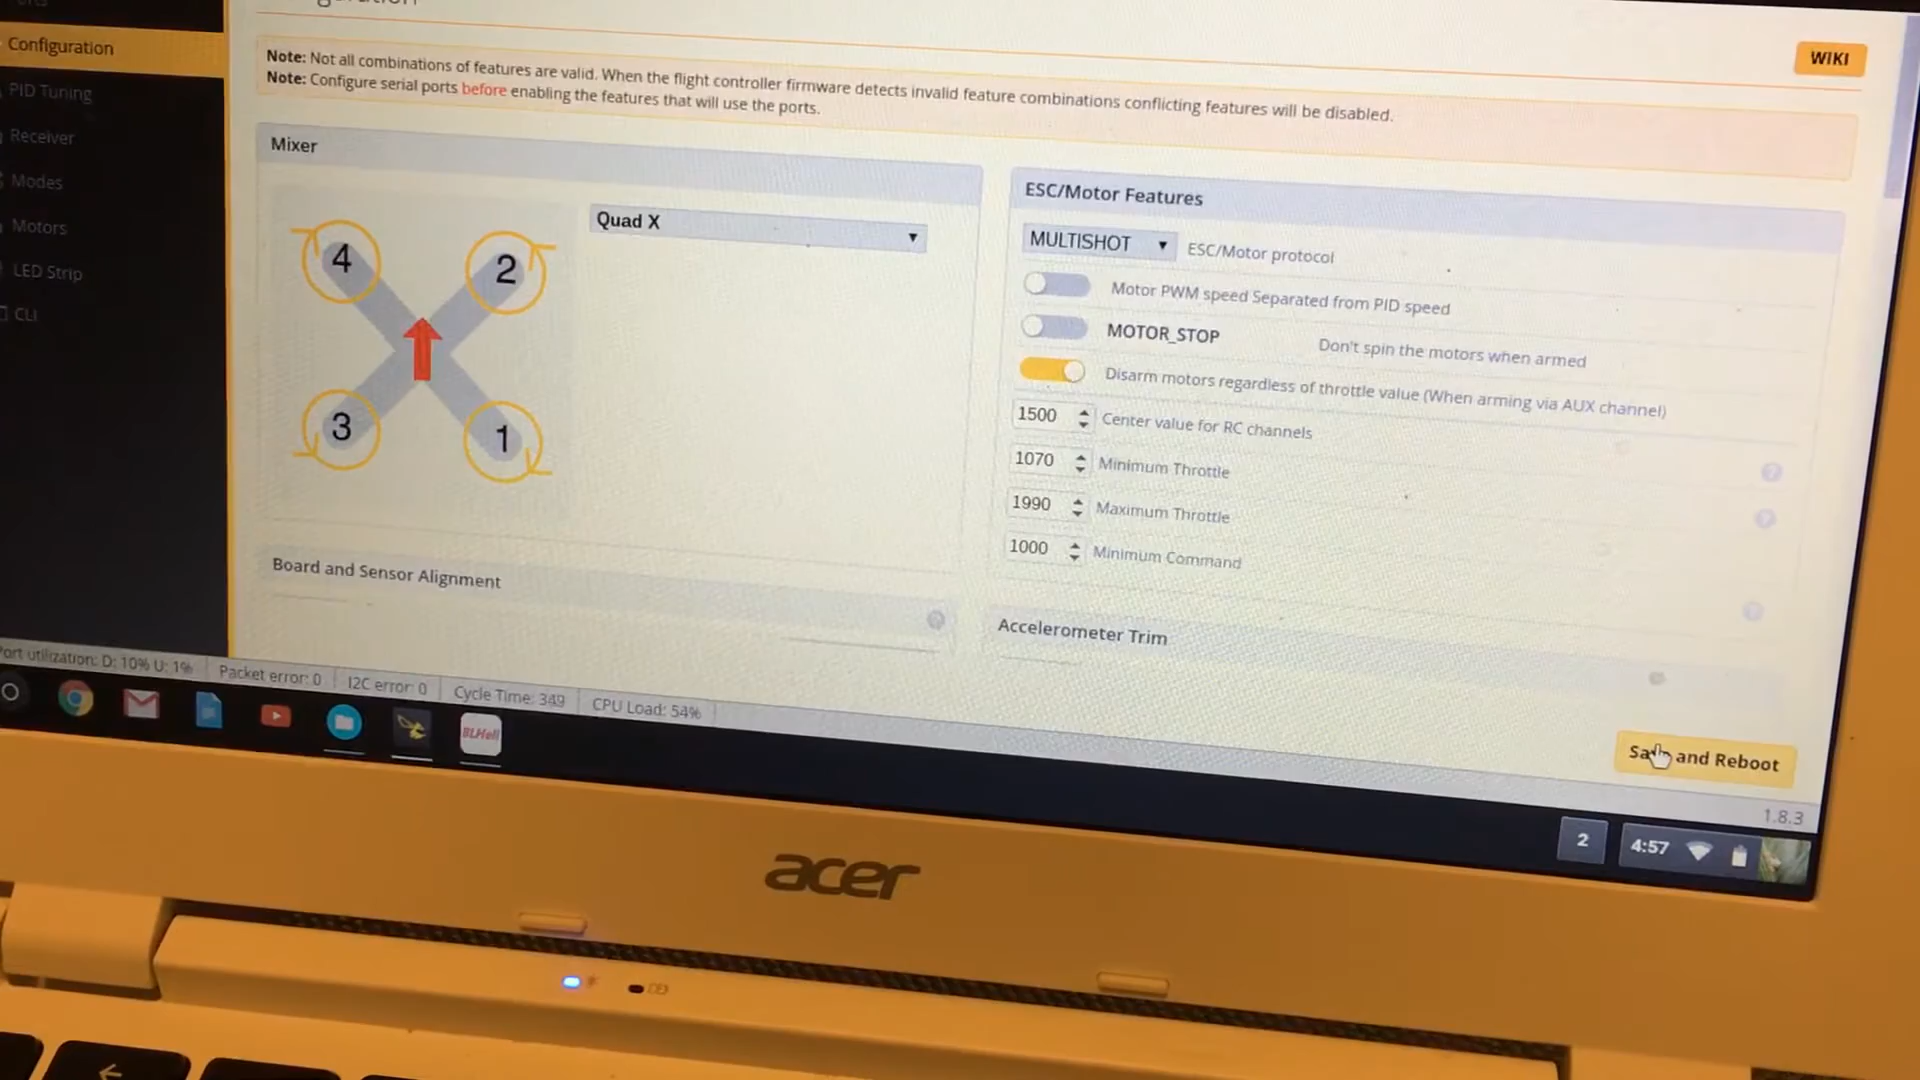 Configuration
WIKI
Note: Not all combinations of features are valid. When the flight controller firmware detects invalid feature combinations conflicting features will be disabled.
Note: Configure serial ports before enabling the features that will use the ports.
PID Tuning
Receiver
Modes
Motors
LED Strip
CLI
Mixer
4
2
3
1
Quad X
ESC/Motor Features
MULTISHOT
ESC/Motor protocol
Motor PWM speed Separated from PID speed
MOTOR_STOP
Don't spin the motors when armed
Disarm motors regardless of throttle value (When arming via AUX channel)
1500
Center value for RC channels
1070
Minimum Throttle
1990
Maximum Throttle
1000
Minimum Command
Board and Sensor Alignment
Accelerometer Trim
Port utilization: D: 10% U: 1%
Packet error: 0
I2C error: 0
Cycle Time: 349
CPU Load: 54%
and Reboot
1.8.3
BLHeli
2
4:57
acer